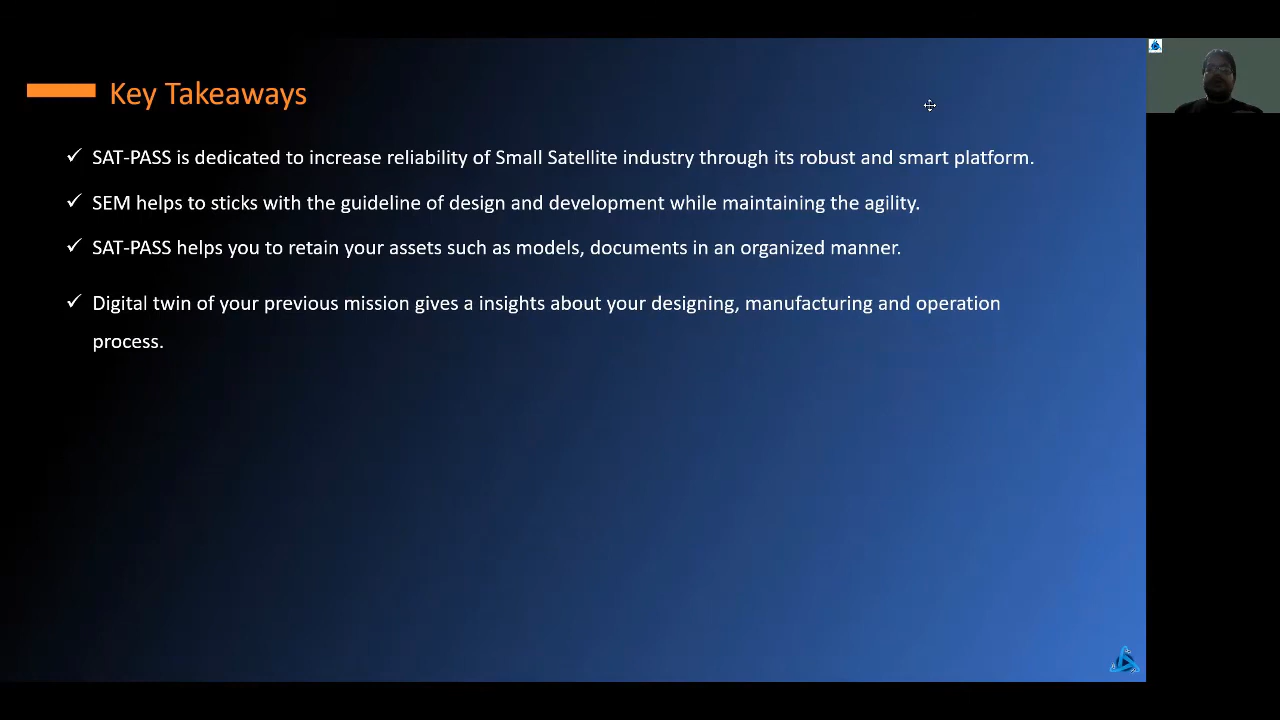 Key Takeaways
✓ SAT-PASS is dedicated to increase reliability of Small Satellite industry through its robust and smart platform.
✓ SEM helps to sticks with the guideline of design and development while maintaining the agility.
✓ SAT-PASS helps you to retain your assets such as models, documents in an organized manner.
✓ Digital twin of your previous mission gives a insights about your designing, manufacturing and operation
process.